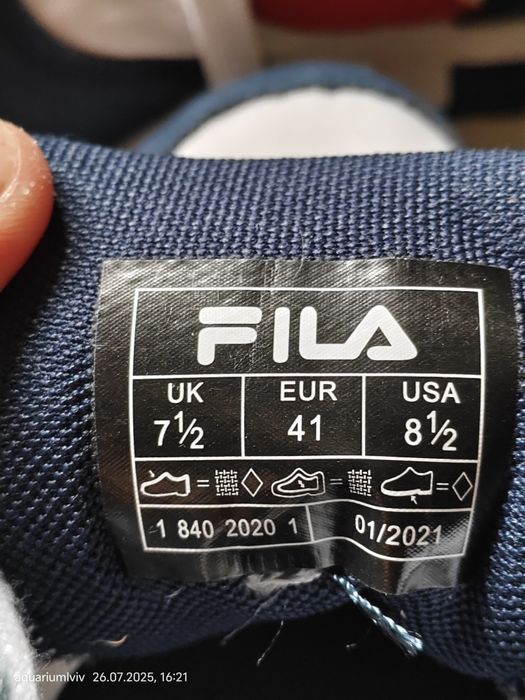 FILA
UK EUR USA
7½ 41 8½
= =  =
1 840 2020 1 01/2021
aquariumlviv 26.07.2025, 16:21